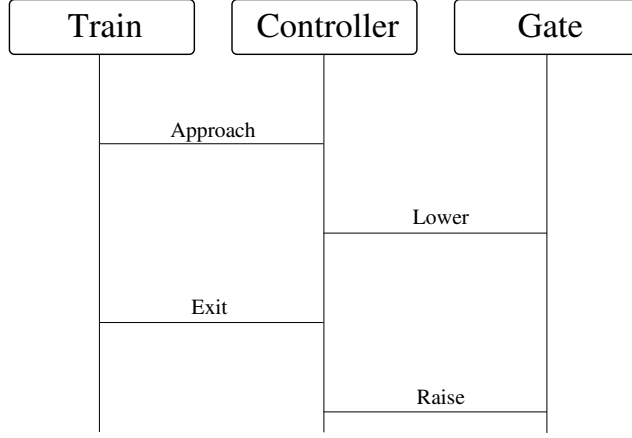 Train
Controller
Gate
Approach
Lower
Exit
Raise